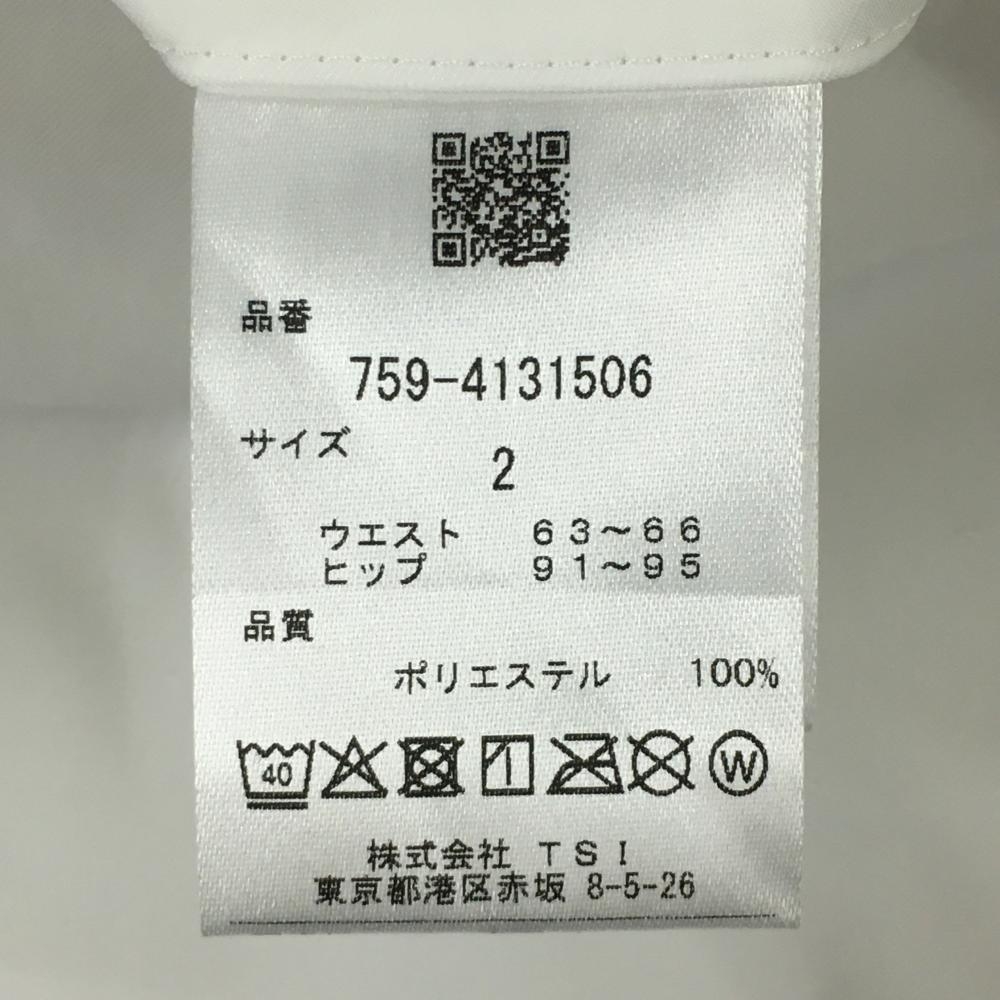 品番
759-4131506
サイズ
2
ウエスト 63~66
ヒップ 91~95
品質
ポリエステル 100%
40 W
株式会社 TSI
東京都港区赤坂 8-5-26